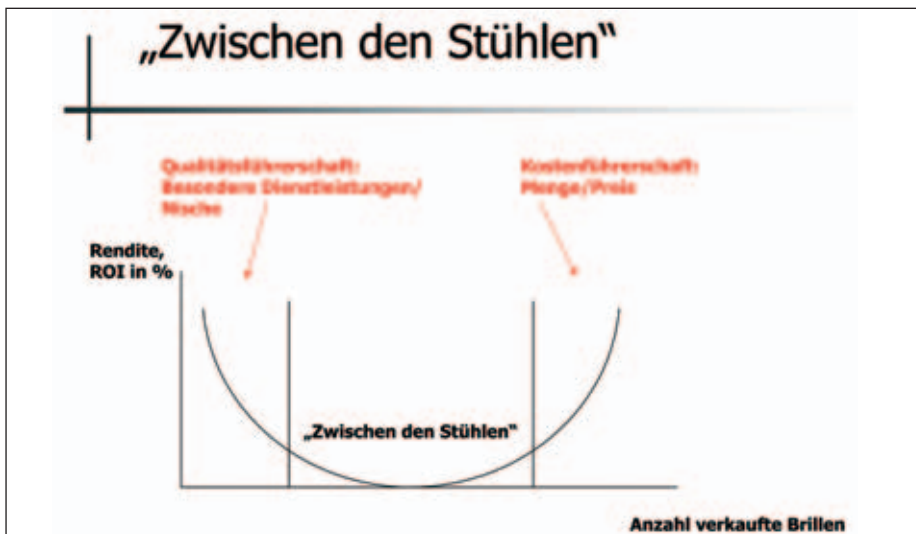 „Zwischen den Stühlen“
Qualitätsführerschaft:
Besondere Dienstleistungen/
Nische
Kostenführerschaft:
Menge/Preis
Rendite,
ROI in %
„Zwischen den Stühlen“
Anzahl verkaufte Brillen